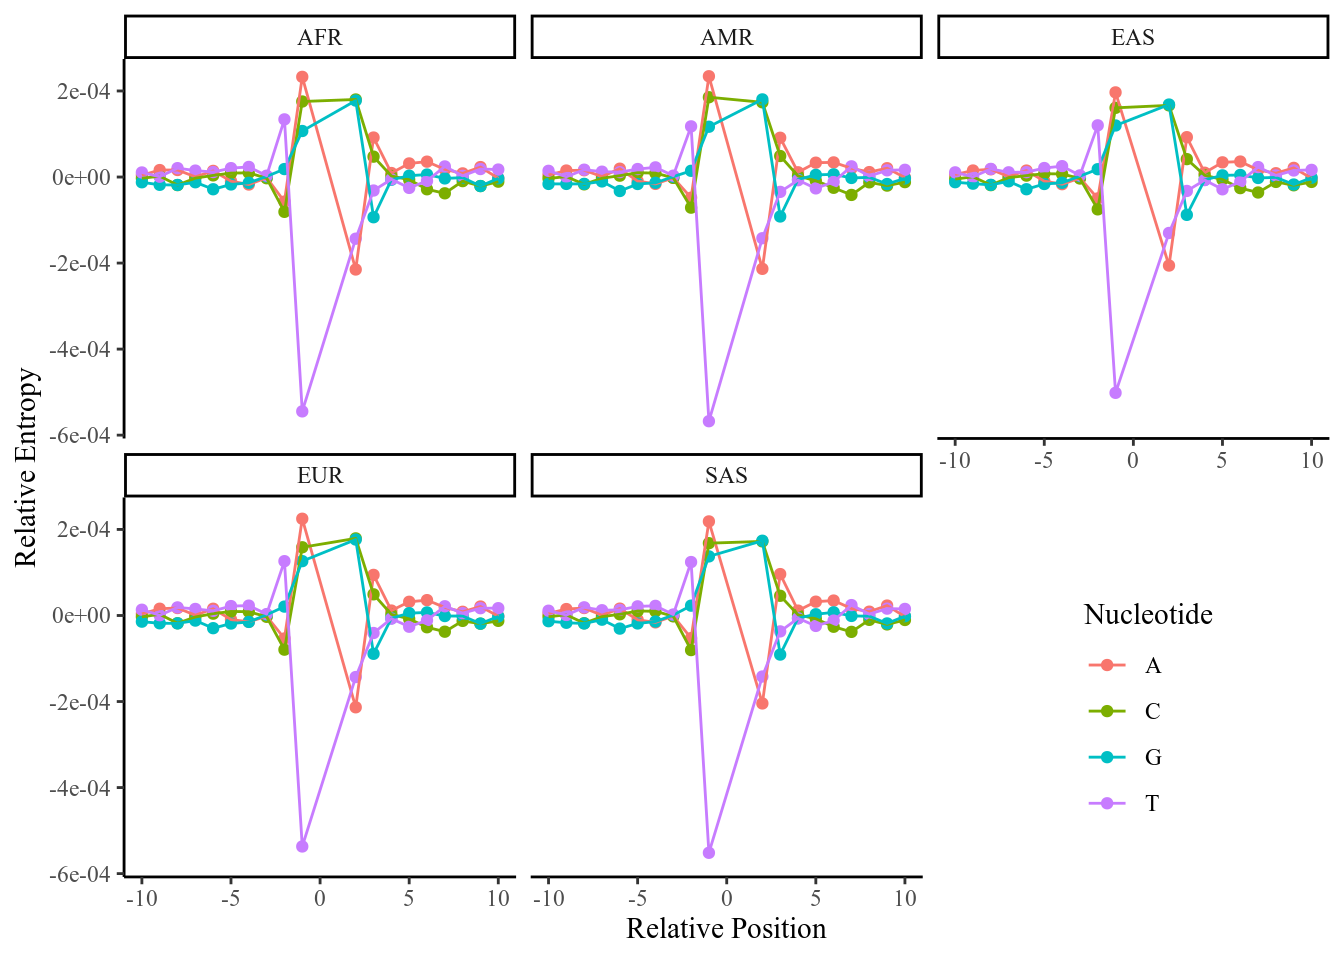 AFR
AMR
EAS
2e-04
0e+00
-2e-04
-4e-04
-6e-04
-10
-5
0
5
10
EUR
SAS
2e-04
0e+00
-2e-04
-4e-04
-6e-04
-10
-5
0
5
10
-10
-5
0
5
10
Relative Entropy
Relative Position
Nucleotide
A
C
G
T